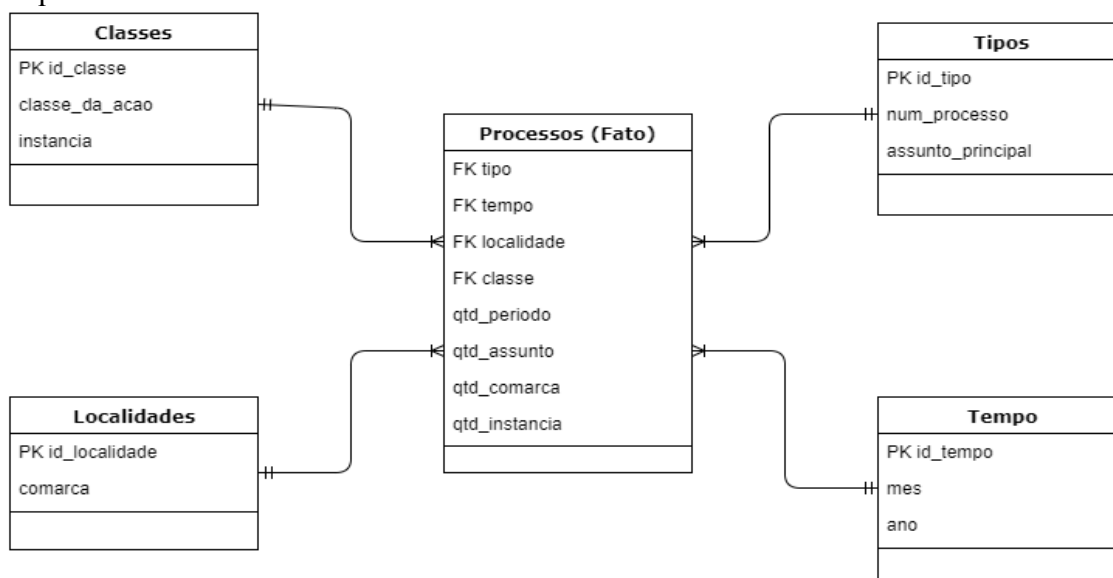 Classes
PK id_classe
classe_da_acao
instancia
Tipos
PK id_tipo
num_processo
assunto_principal
Processos (Fato)
FK tipo
FK tempo
FK localidade
FK classe
qtd_periodo
qtd_assunto
qtd_comarca
qtd_instancia
Localidades
PK id_localidade
comarca
Tempo
PK id_tempo
mes
ano